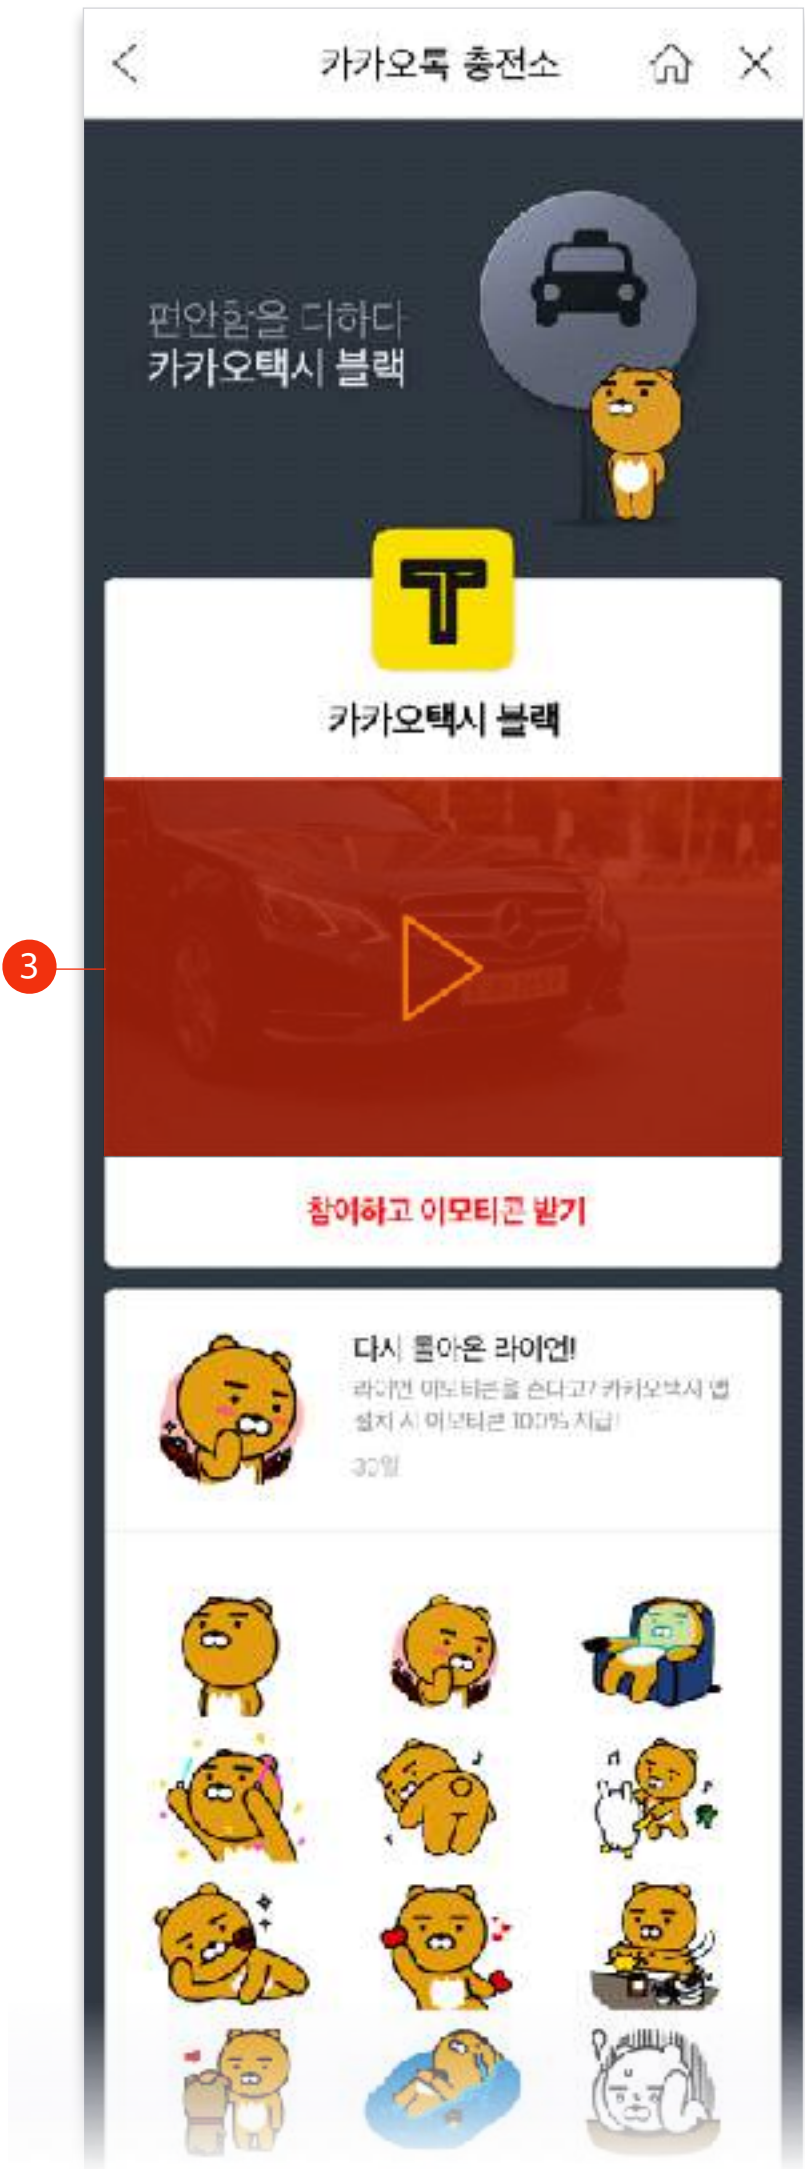 카카오톡 충전소
편안함을 더하다
카카오택시 블랙
T
카카오택시 블랙
3
참여하고 이모티콘 받기
다시 돌아온 라이언!
라이언 이모티콘을 준다고? 카카오택시 앱
설치 시 이모티콘 100% 지급!
30일